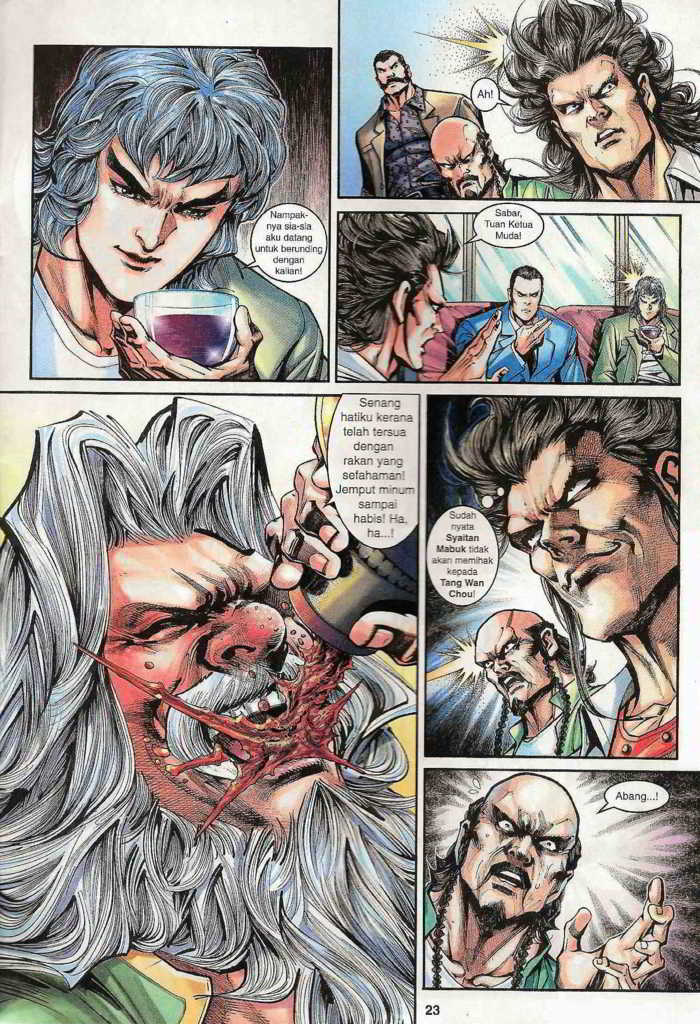 Nampak-
nya sia-sia
aku datang
untuk berunding
dengan
kalian!
Ah!
Sabar,
Tuan Ketua
Muda!
Senang
hatiku kerana
telah tersua
dengan
rakan yang
sefahaman!
Jemput minum
sampai
habis! Ha,
ha...!
Sudah
nyata
Syaitan
Mabuk tidak
akan memihak
kepada
Tang Wan
Chou!
Abang...!
23